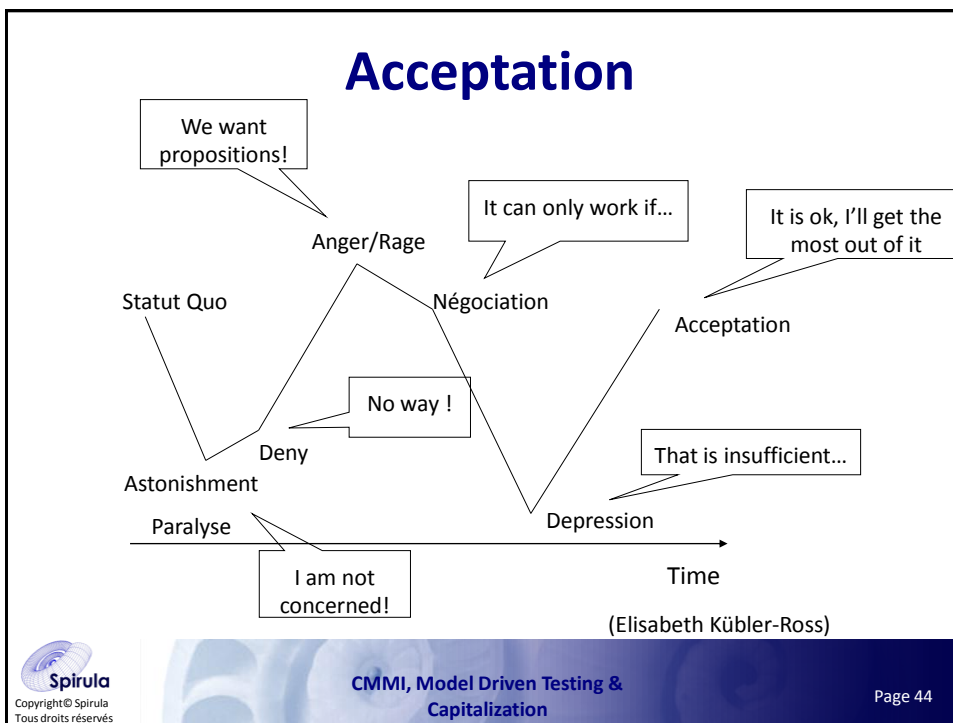 Acceptation
We want
propositions!
It can only work if…
It is ok, I'll get the
most out of it
Anger/Rage
Statut Quo
Négociation
Acceptation
No way !
Deny
That is insufficient…
Astonishment
Depression
Paralyse
I am not
concerned!
Time
(Elisabeth Kübler-Ross)
Spirula
Copyright© Spirula
Tous droits réservés
CMMI, Model Driven Testing &
Capitalization
Page 44